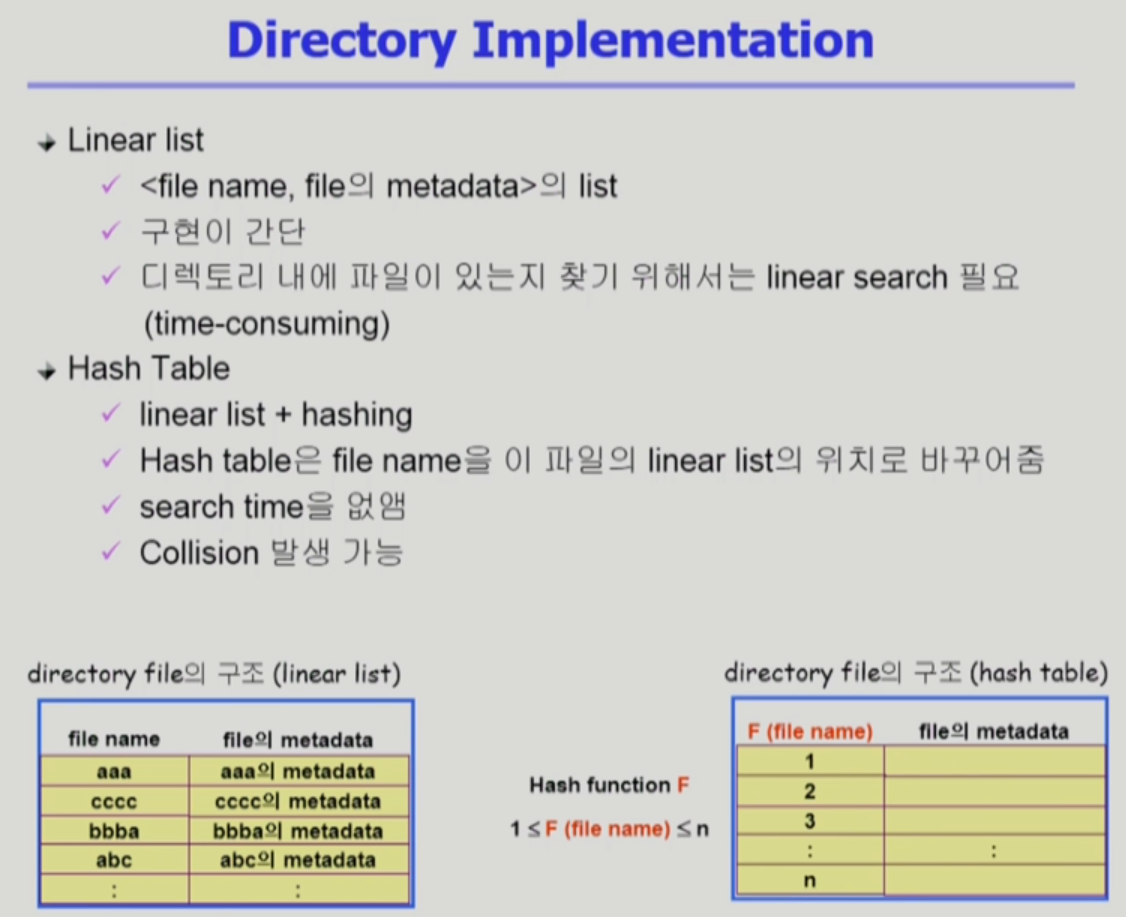 Directory Implementation
Linear list
<file name, file의 metadata>의 list
구현이 간단
디렉토리 내에 파일이 있는지 찾기 위해서는 linear search 필요
(time-consuming)
Hash Table
linear list + hashing
Hash table은 file name을 이 파일의 linear list의 위치로 바꾸어줌
search time을 없앰
Collision 발생 가능
directory file의 구조 (linear list)
file name file의 metadata
aaa aaa의 metadata
cccc cccc의 metadata
bbba bbba의 metadata
abc abc의 metadata
: :
Hash function F
1 ≤ F (file name) ≤ n
directory file의 구조 (hash table)
F (file name) file의 metadata
1
2
3
: :
n